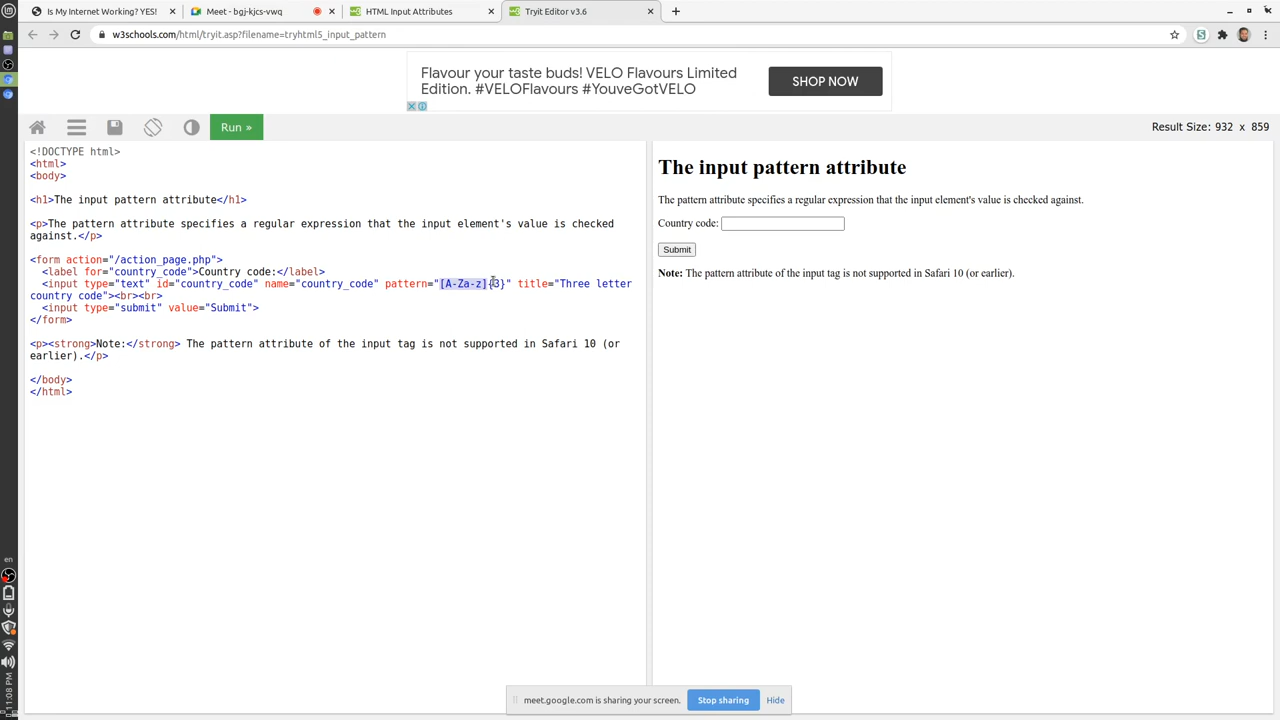 Is My Internet Working? YES!
Meet - bgj-kjcs-vwq
HTML Input Attributes
Tryit Editor v3.6
w3schools.com/html/tryit.asp?filename=tryhtml5_input_pattern
Flavour your taste buds! VELO Flavours Limited
Edition. #VELOFlavours #YouveGotVELO
SHOP NOW
Run »
Result Size: 932 x 859
<!DOCTYPE html>
<html>
<body>
<h1>The input pattern attribute</h1>
<p>The pattern attribute specifies a regular expression that the input element's value is checked
against.</p>
<form action="/action_page.php">
<label for="country_code">Country code:</label>
<input type="text" id="country_code" name="country_code" pattern="[A-Za-z]{3}" title="Three letter
country code"><br><br>
<input type="submit" value="Submit">
</form>
<p><strong>Note:</strong> The pattern attribute of the input tag is not supported in Safari 10 (or
earlier).</p>
</body>
</html>
The input pattern attribute
The pattern attribute specifies a regular expression that the input element's value is checked against.
Country code:
Submit
Note: The pattern attribute of the input tag is not supported in Safari 10 (or earlier).
en
11:08 PM
meet.google.com is sharing your screen.
Stop sharing
Hide